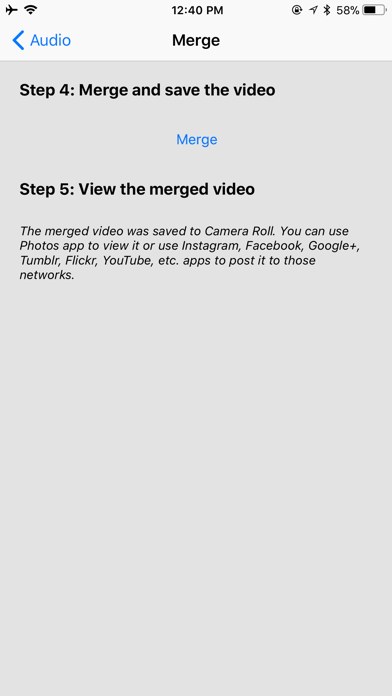 12:40 PM
58%
Audio
Merge
Step 4: Merge and save the video
Merge
Step 5: View the merged video
The merged video was saved to Camera Roll. You can use
Photos app to view it or use Instagram, Facebook, Google+,
Tumblr, Flickr, YouTube, etc. apps to post it to those
networks.